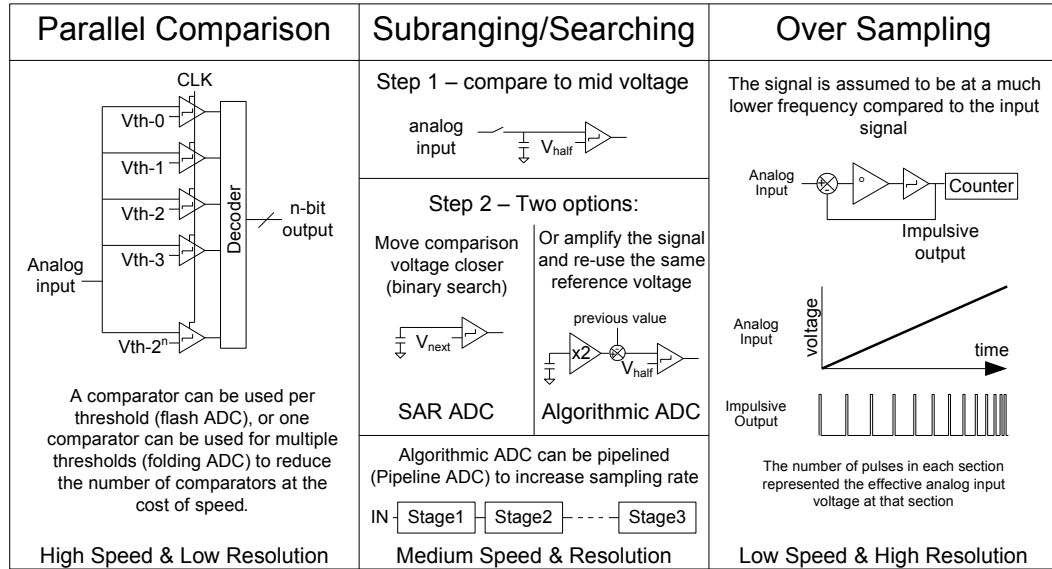 Parallel Comparison
CLK
Vth-0
Vth-1
Vth-2
Vth-3
Vth-2ⁿ
Analog
input
Decoder
n-bit
output
A comparator can be used per
threshold (flash ADC), or one
comparator can be used for multiple
thresholds (folding ADC) to reduce
the number of comparators at the
cost of speed.
High Speed & Low Resolution
Subranging/Searching
Step 1 – compare to mid voltage
analog
input
V_half
Step 2 – Two options:
Move comparison
voltage closer
(binary search)
V_next
SAR ADC
Or amplify the signal
and re-use the same
reference voltage
previous value
x2
+
-
V_half
Algorithmic ADC
Algorithmic ADC can be pipelined
(Pipeline ADC) to increase sampling rate
IN
Stage1
Stage2
Stage3
Medium Speed & Resolution
Over Sampling
The signal is assumed to be at a much
lower frequency compared to the input
signal
Analog
Input
+
-
Counter
Impulsive
output
Analog
Input
voltage
time
Impulsive
Output
The number of pulses in each section
represented the effective analog input
voltage at that section
Low Speed & High Resolution